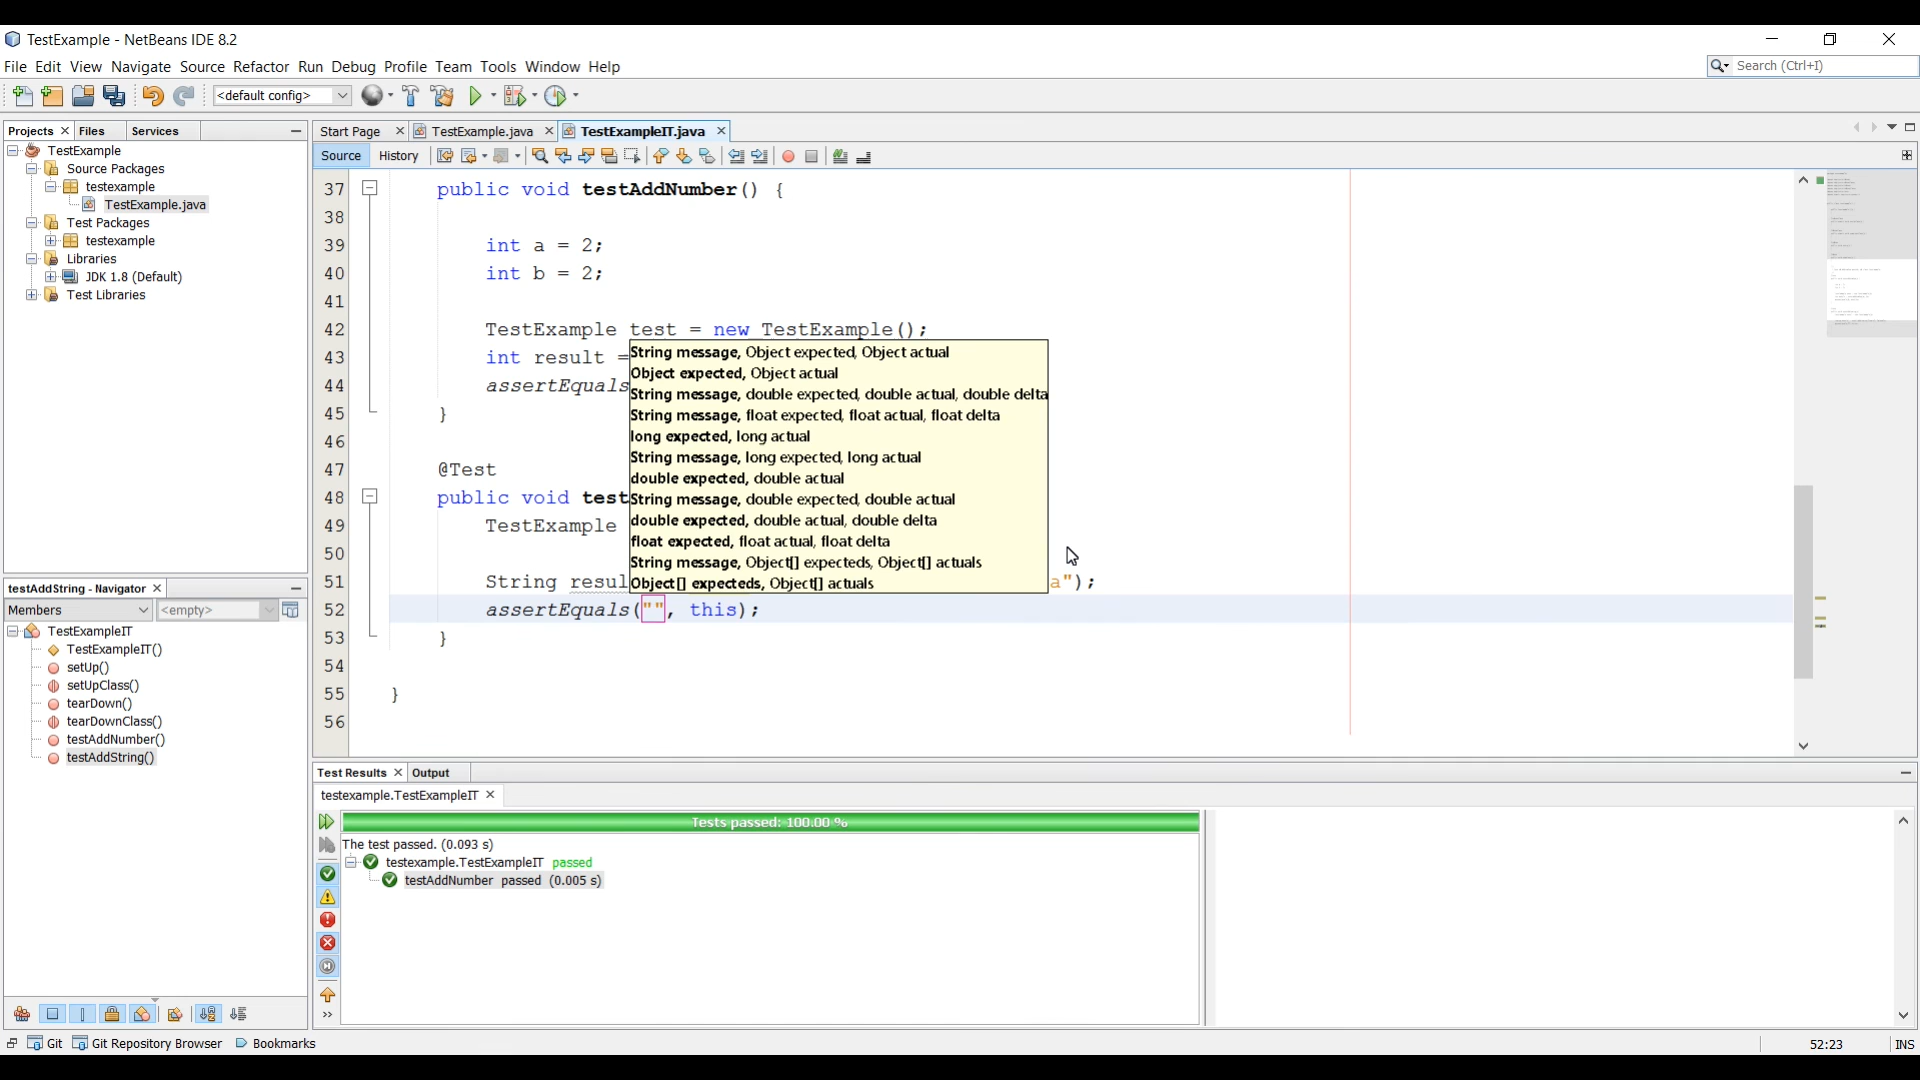 TestExample - NetBeans IDE 8.2
File Edit View Navigate Source Refactor Run Debug Profile Team Tools Window Help
Search (Ctrl+I)
<default config>
Projects Files Services
TestExample
Source Packages
testexample
TestExample.java
Test Packages
testexample
Libraries
JDK 1.8 (Default)
Test Libraries
testAddString - Navigator
Members <empty>
TestExampleIT
TestExampleIT()
setUp()
setUpClass()
tearDown()
tearDownClass()
testAddNumber()
testAddString()
Start Page TestExample.java TestExampleIT.java
Source History
37 public void testAddNumber() {
38
39 int a = 2;
40 int b = 2;
41
42 TestExample test = new TestExample();
43 int result =
44 assertEquals
45 }
46
47 @Test
48 public void test
49 TestExample
50
51 String resul a");
52 assertEquals("", this);
53 }
54
55 }
56
String message, Object expected, Object actual
Object expected, Object actual
String message, double expected, double actual, double delta
String message, float expected, float actual, float delta
long expected, long actual
String message, long expected, long actual
double expected, double actual
String message, double expected, double actual
double expected, double actual, double delta
float expected, float actual, float delta
String message, Object[] expecteds, Object[] actuals
Object[] expecteds, Object[] actuals
Test Results Output
testexample.TestExampleIT
Tests passed: 100.00 %
The test passed. (0.093 s)
testexample.TestExampleIT passed
testAddNumber passed (0.005 s)
Git Git Repository Browser Bookmarks
52:23 INS